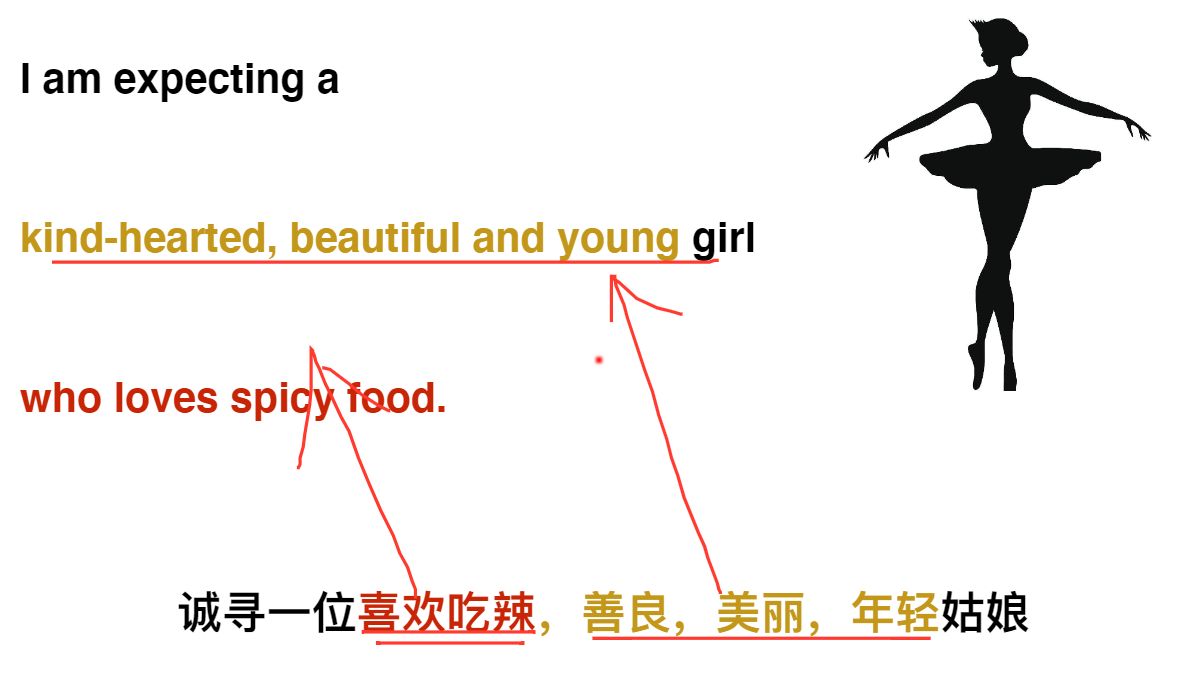 I am expecting a
kind-hearted, beautiful and young girl
who loves spicy food.
诚寻一位喜欢吃辣，善良，美丽，年轻姑娘